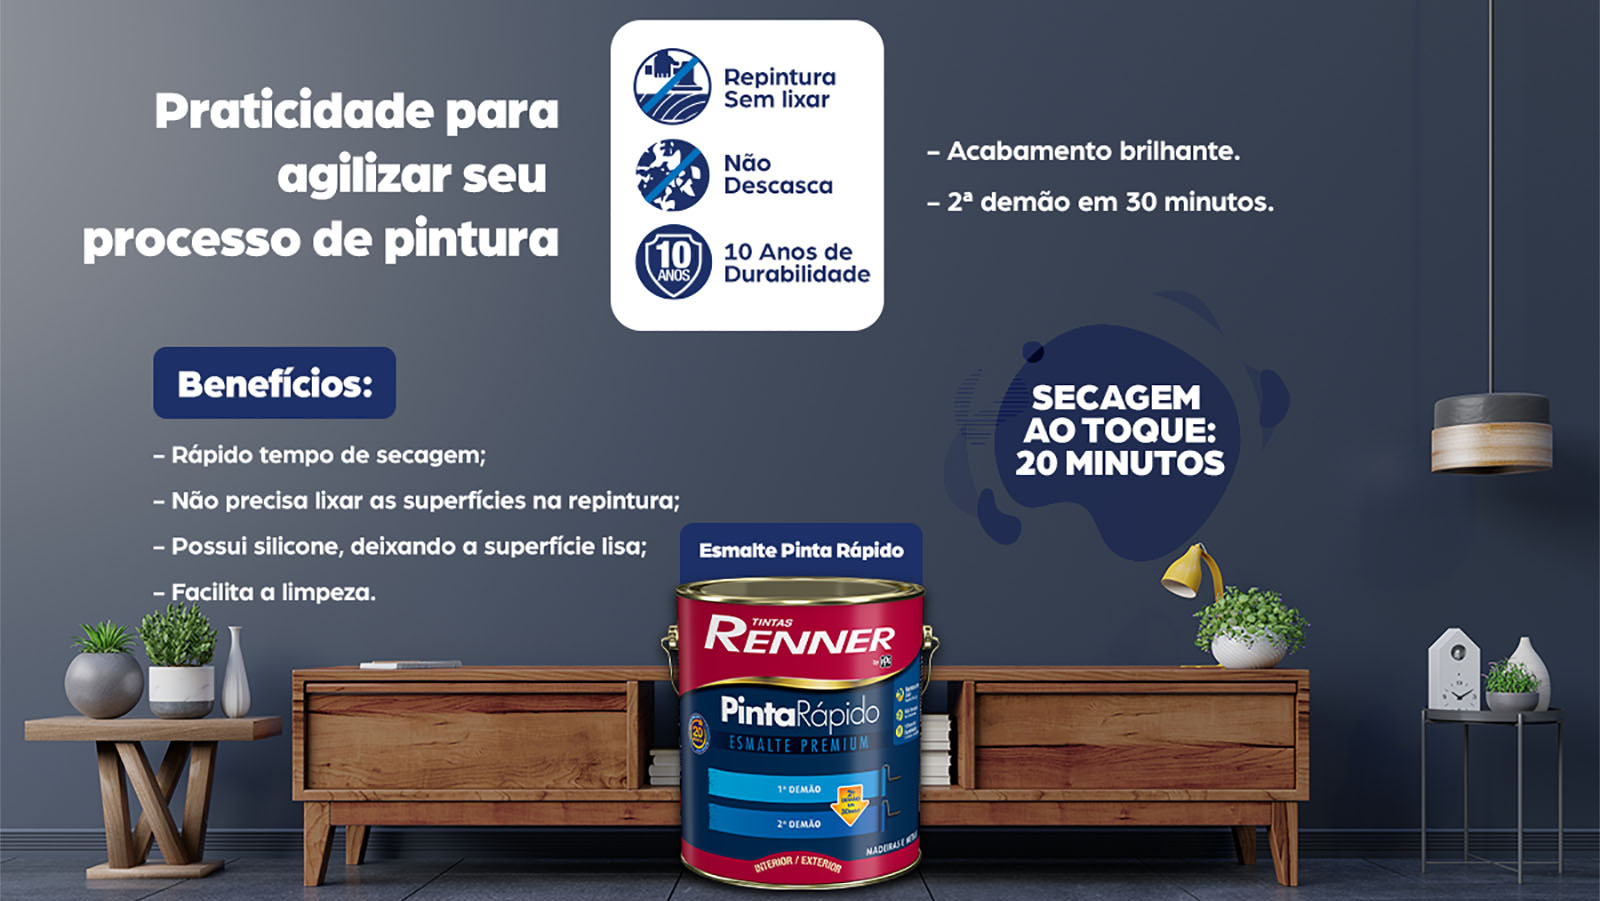 Praticidade para
agilizar seu
processo de pintura
Repintura
Sem lixar
Não
Descasca
10
ANOS
10 Anos de
Durabilidade
- Acabamento brilhante.
- 2ª demão em 30 minutos.
Benefícios:
- Rápido tempo de secagem;
- Não precisa lixar as superfícies na repintura;
- Possui silicone, deixando a superfície lisa;
- Facilita a limpeza.
SECAGEM
AO TOQUE:
20 MINUTOS
Esmalte Pinta Rápido
TINTAS
RENNER
by PPG
PintaRápido
ESMALTE PREMIUM
20
1ª DEMÃO
2ª DEMÃO
MADEIRAS E
INTERIOR / EXTERIOR